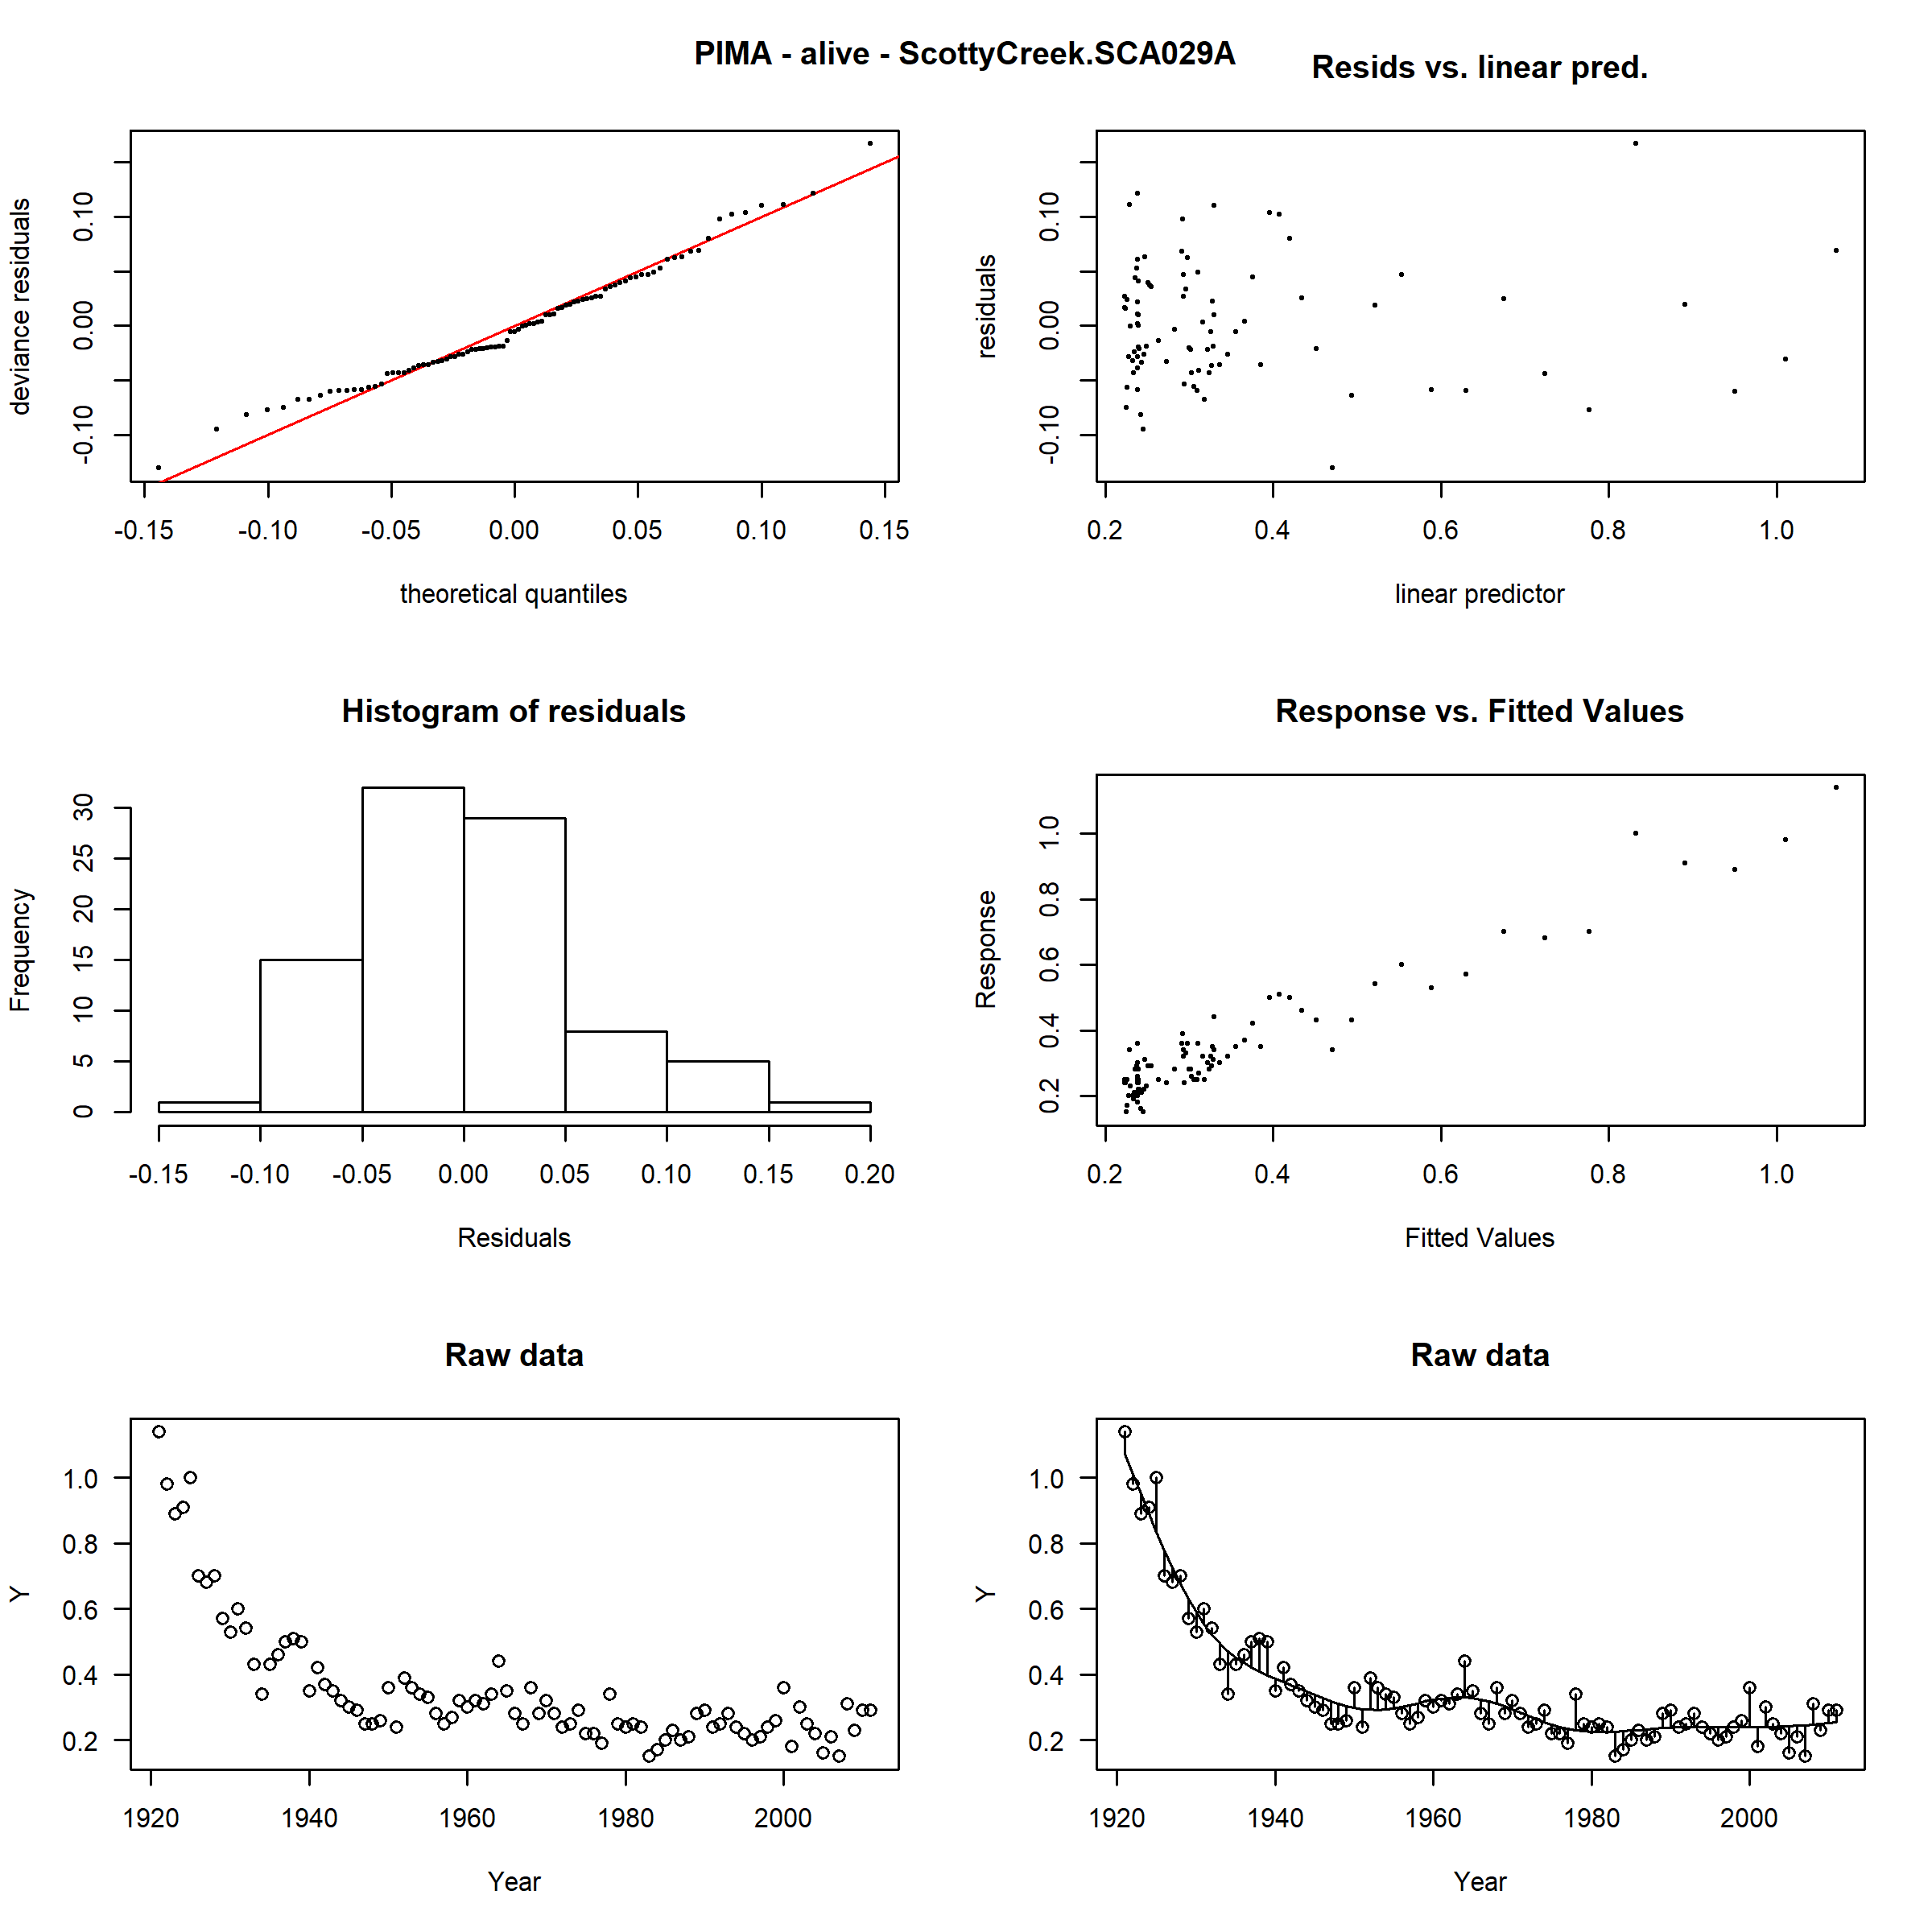 PIMA - alive - ScottyCreek.SCA029A
Resids vs. linear pred.
deviance residuals
-0.10 0.00 0.10
-0.15 -0.10 -0.05 0.00 0.05 0.10 0.15
theoretical quantiles
residuals
-0.10 0.00 0.10
0.2 0.4 0.6 0.8 1.0
linear predictor
Histogram of residuals
Frequency
0 5 10 15 20 25 30
-0.15 -0.10 -0.05 0.00 0.05 0.10 0.15 0.20
Residuals
Response vs. Fitted Values
Response
0.2 0.4 0.6 0.8 1.0
0.2 0.4 0.6 0.8 1.0
Fitted Values
Raw data
Y
1.0
0.8
0.6
0.4
0.2
1920 1940 1960 1980 2000
Year
Raw data
Y
1.0
0.8
0.6
0.4
0.2
1920 1940 1960 1980 2000
Year